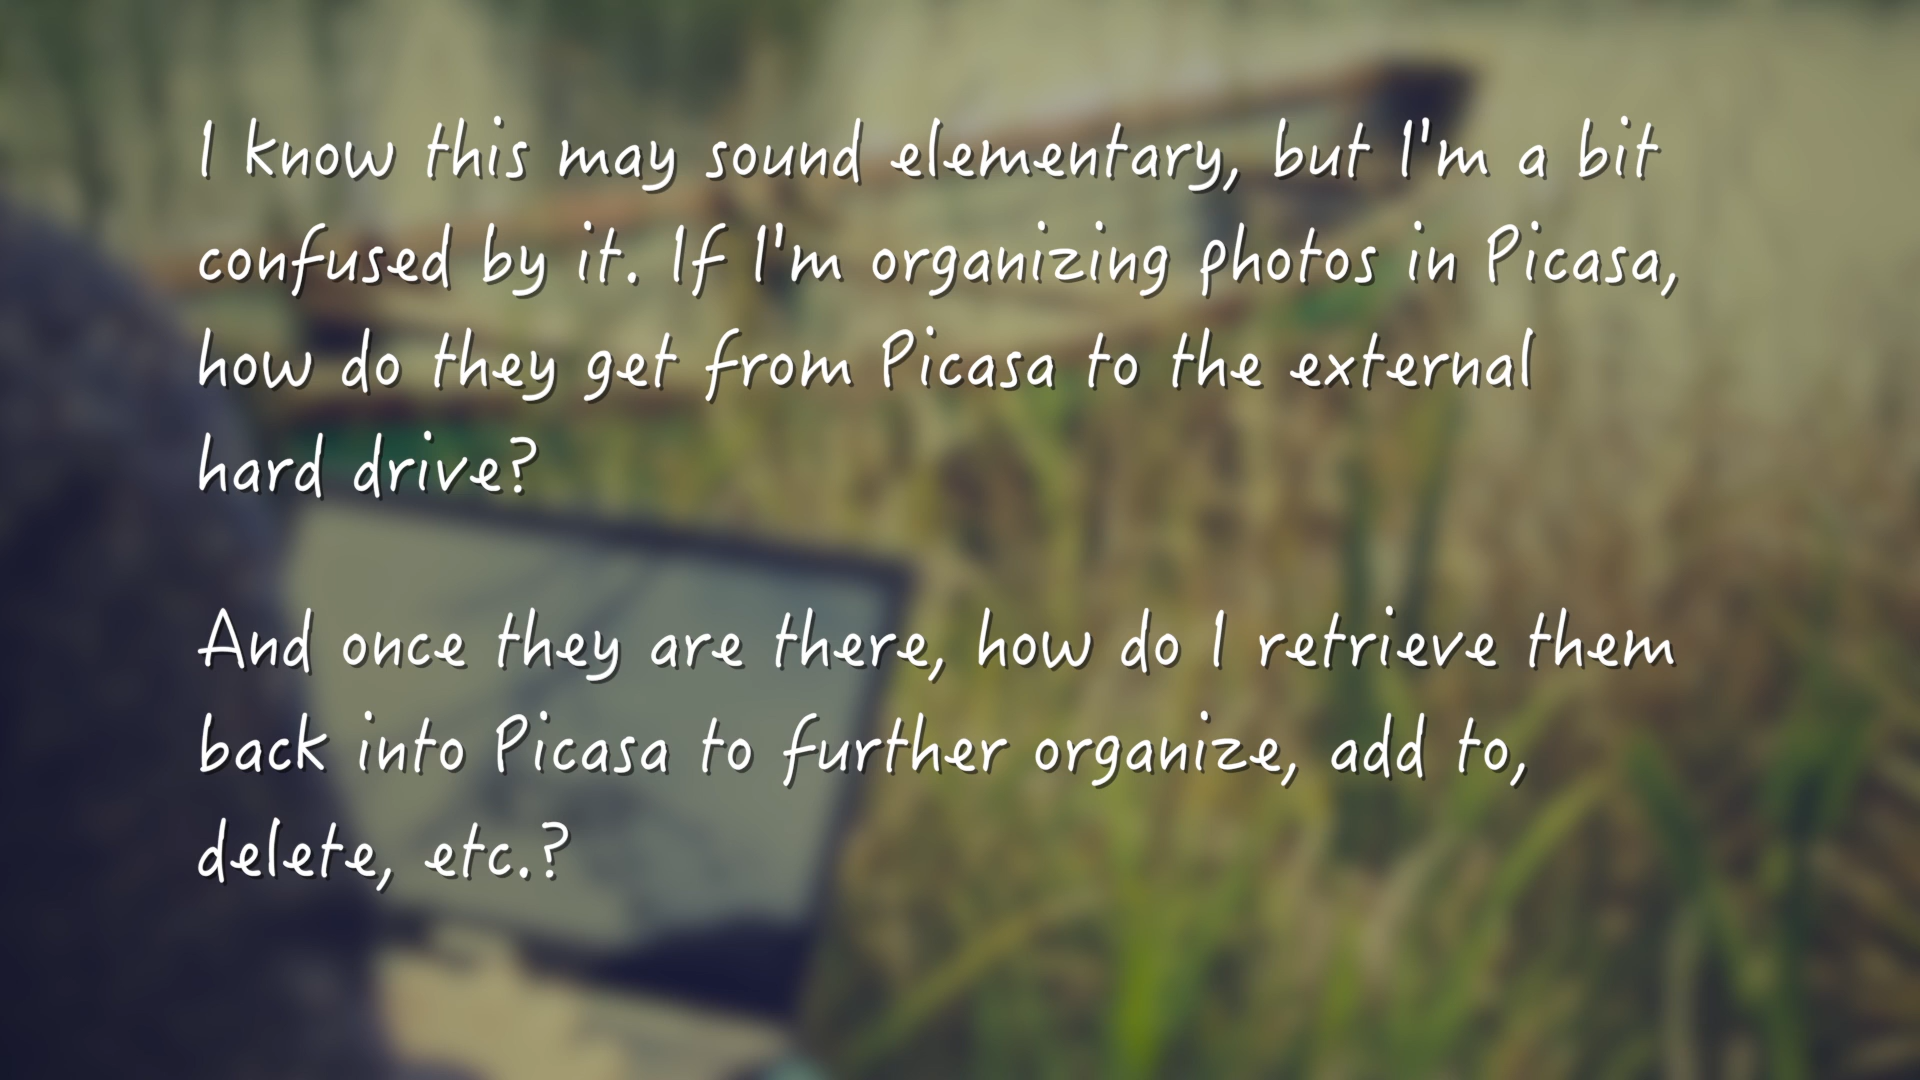 I know this may sound elementary, but I'm a bit
confused by it. If I'm organizing photos in Picasa,
how do they get from Picasa to the external
hard drive?
And once they are there, how do I retrieve them
back into Picasa to further organize, add to,
delete, etc.?